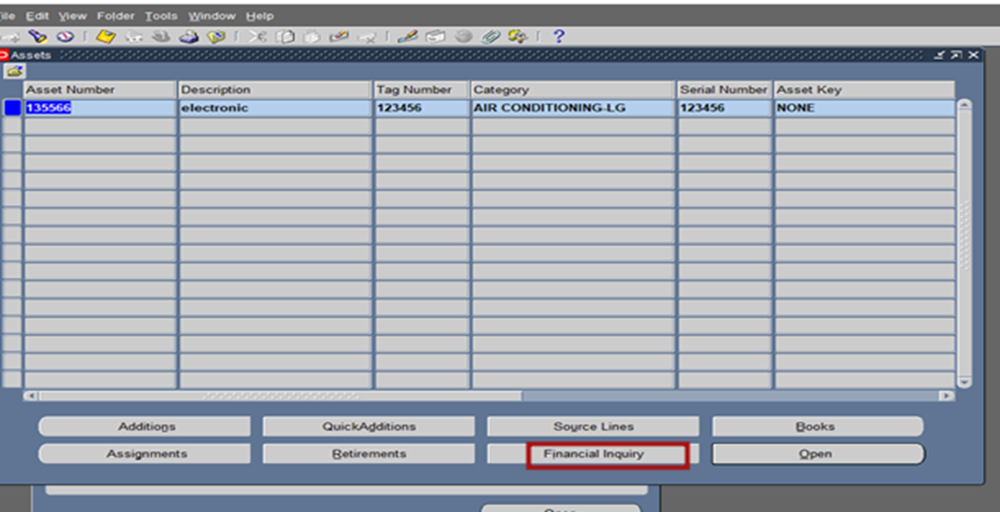 ile Edit View Folder Tools Window Help
Assets
Asset Number Description Tag Number Category Serial Number Asset Key
135566 electronic 123456 AIR CONDITIONING-LG 123456 NONE
Additions QuickAdditions Source Lines Books
Assignments Retirements Financial Inquiry Open